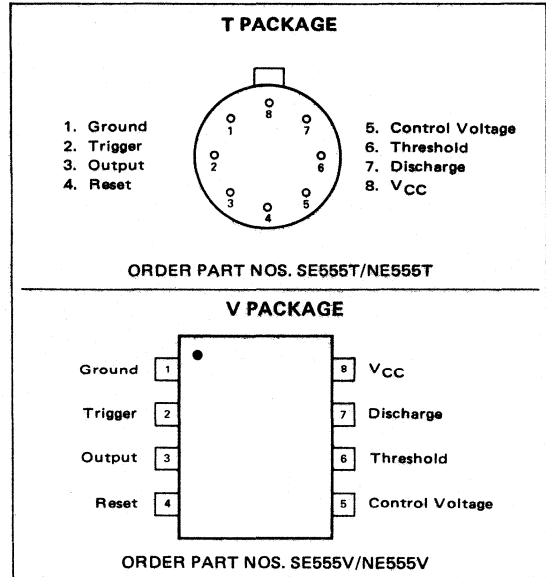 T PACKAGE
1. Ground
2. Trigger
3. Output
4. Reset
8
1
7
2
6
3
5
4
5. Control Voltage
6. Threshold
7. Discharge
8. VCC
ORDER PART NOS. SE555T/NE555T
V PACKAGE
Ground 1
Trigger 2
Output 3
Reset 4
8 VCC
7 Discharge
6 Threshold
5 Control Voltage
ORDER PART NOS. SE555V/NE555V